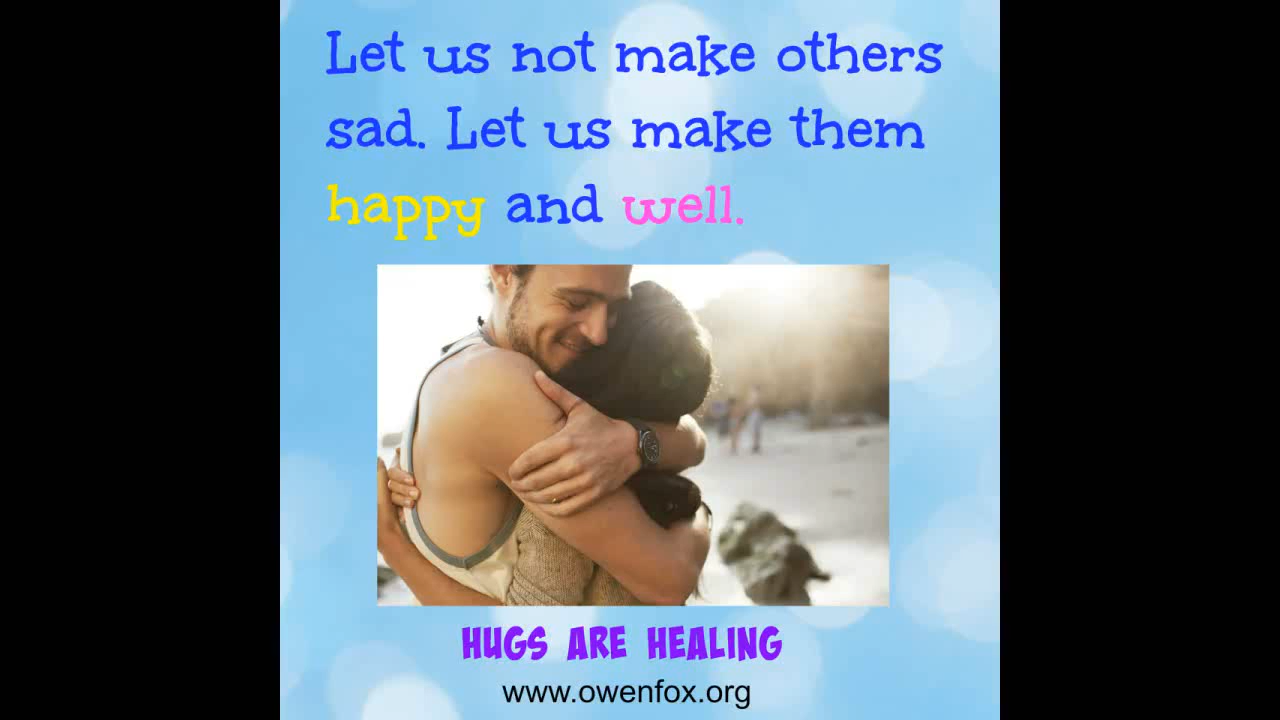 Let us not make others
sad. Let us make them
happy and well.
HUGS ARE HEALING
www.owenfox.org